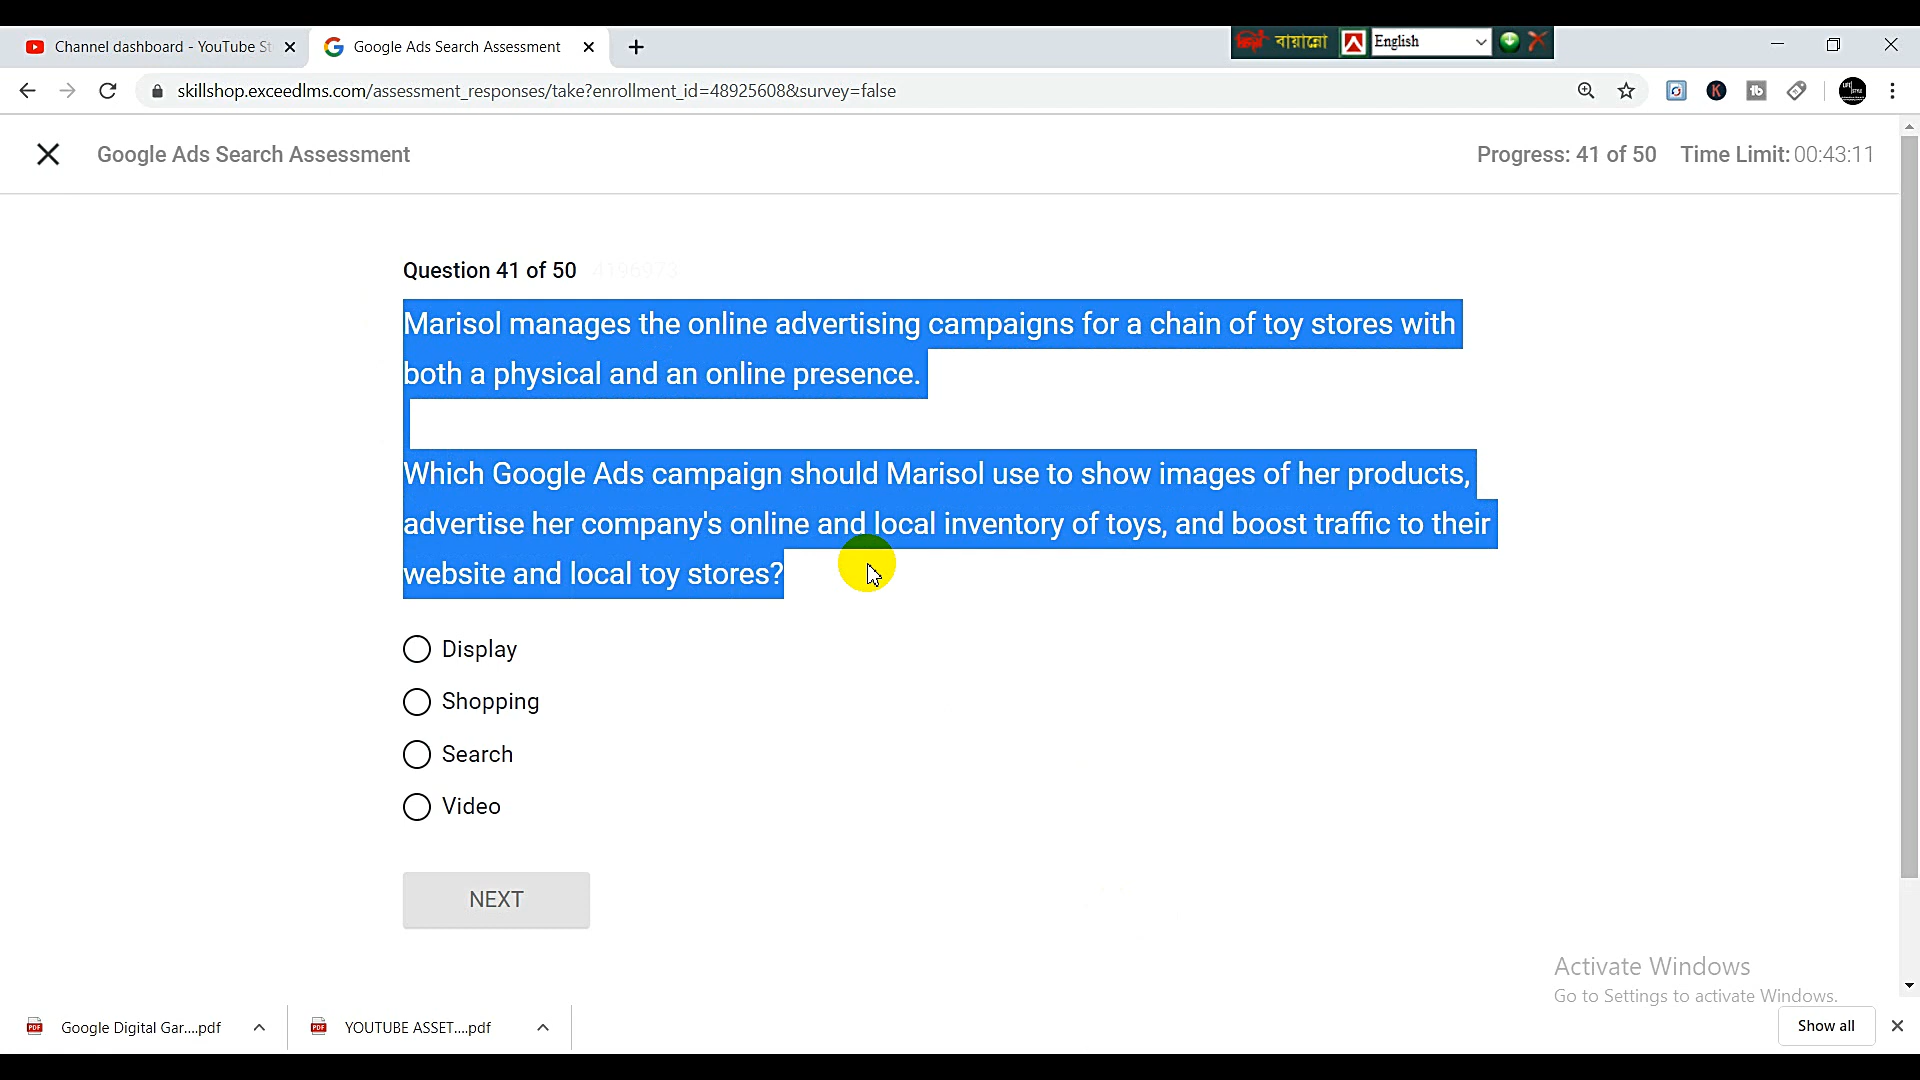 Channel dashboard - YouTube St
Google Ads Search Assessment
বায়ান্নো
English
skillshop.exceedlms.com/assessment_responses/take?enrollment_id=48925608&survey=false
Google Ads Search Assessment
Progress: 41 of 50 Time Limit: 00:43:11
Question 41 of 50 4196973
Marisol manages the online advertising campaigns for a chain of toy stores with
both a physical and an online presence.
Which Google Ads campaign should Marisol use to show images of her products,
advertise her company's online and local inventory of toys, and boost traffic to their
website and local toy stores?
Display
Shopping
Search
Video
NEXT
Activate Windows
Go to Settings to activate Windows.
Google Digital Gar....pdf
YOUTUBE ASSET....pdf
Show all